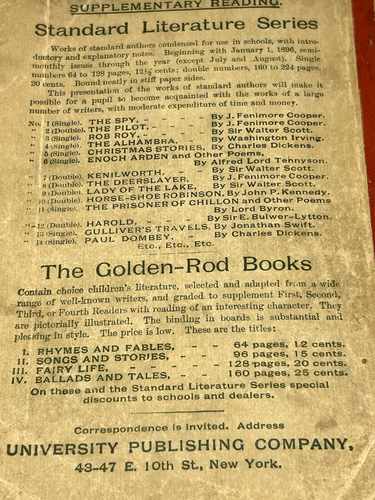 SUPPLEMENTARY READING.
Standard Literature Series
Works of standard authors condensed for use in schools, with intro-
ductory and explanatory notes. Beginning with January 1, 1896, semi-
monthly issues through the year (except July and August). Single
numbers 64 to 128 pages, 12½ cents; double numbers, 160 to 224 pages,
20 cents. Bound neatly in stiff paper sides.
This presentation of the works of standard authors will make it
possible for a pupil to become acquainted with the works of a large
number of writers, with moderate expenditure of time and money.
No. 1 (Single). THE SPY, - - - By J. Fenimore Cooper.
" 2 (Double). THE PILOT, - - By J. Fenimore Cooper.
" 3 (Single). ROB ROY, - - - By Sir Walter Scott.
" 4 (Single). THE ALHAMBRA, - By Washington Irving.
" 5 (Single). CHRISTMAS STORIES, By Charles Dickens.
" 6 (Single). ENOCH ARDEN and Other Poems,
By Alfred Lord Tennyson.
" 7 (Double). KENILWORTH, - - By Sir Walter Scott.
" 8 (Double). THE DEERSLAYER, By J. Fenimore Cooper.
" 9 (Double). LADY OF THE LAKE, By Sir Walter Scott.
" 10 (Double). HORSE-SHOE ROBINSON, By John P. Kennedy.
" 11 (Single). THE PRISONER OF CHILLON and Other Poems
By Lord Byron.
" 12 (Double). HAROLD, - - - By Sir E. Bulwer-Lytton.
" 13 (Single). GULLIVER'S TRAVELS, By Jonathan Swift.
" 14 (Single). PAUL DOMBEY, - - By Charles Dickens.
Etc., Etc., Etc.
The Golden-Rod Books
Contain choice children's literature, selected and adapted from a wide
range of well-known writers, and graded to supplement First, Second,
Third, or Fourth Readers with reading of an interesting character. They
are pictorially illustrated. The binding in boards is substantial and
pleasing in style. The price is low. These are the titles:
I. RHYMES AND FABLES, - - - 64 pages, 12 cents.
II. SONGS AND STORIES, - - - 96 pages, 15 cents.
III. FAIRY LIFE, - - - - - 128 pages, 20 cents.
IV. BALLADS AND TALES, - - - 160 pages, 25 cents.
On these and the Standard Literature Series special
discounts to schools and dealers.
Correspondence is invited. Address
UNIVERSITY PUBLISHING COMPANY,
43-47 E. 10th St., New York.